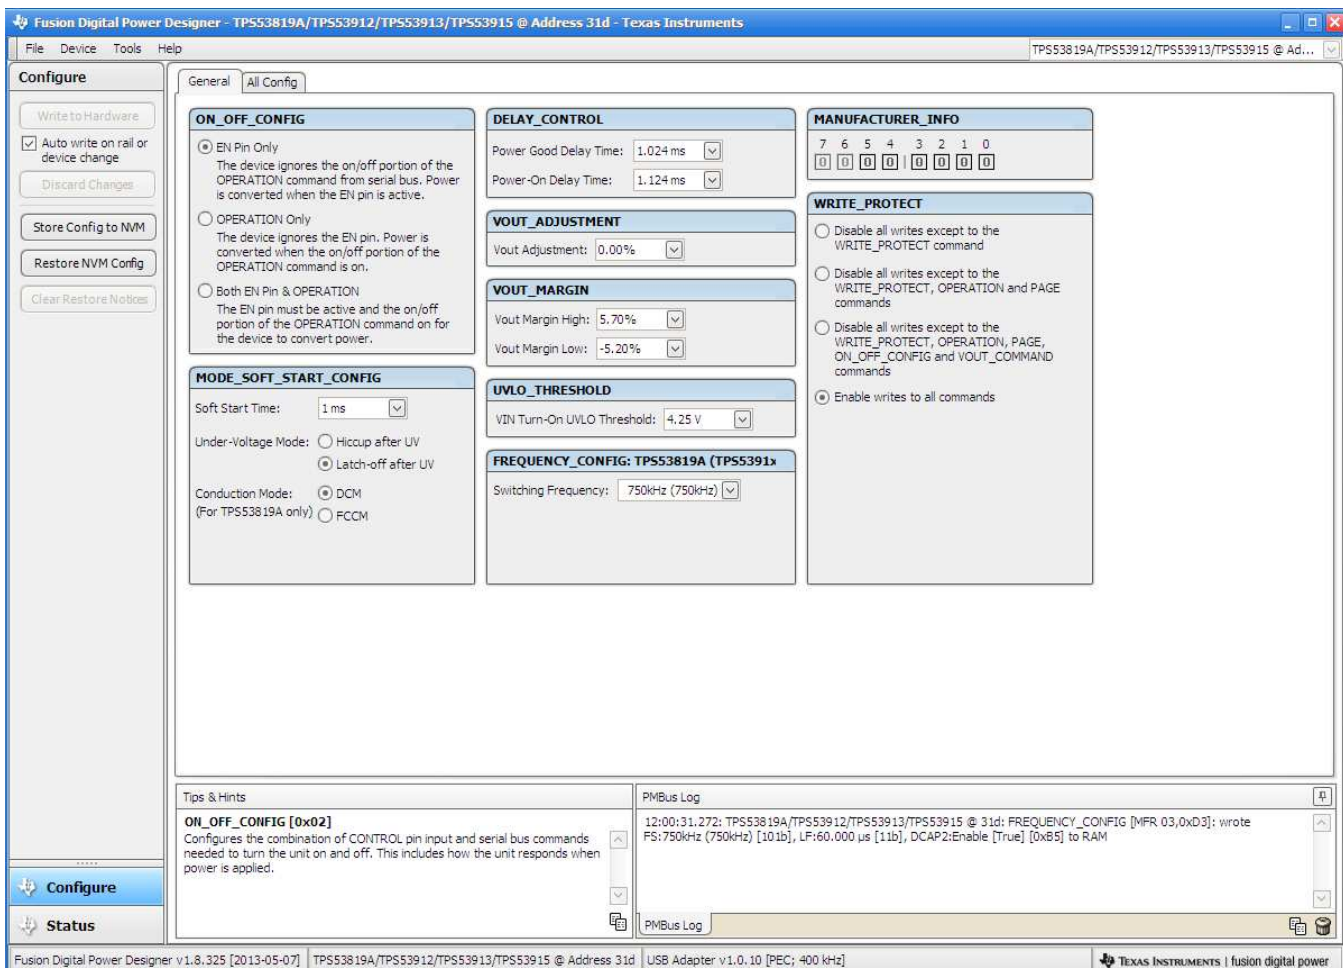 Fusion Digital Power Designer - TPS53819A/TPS53912/TPS53913/TPS53915 @ Address 31d - Texas Instruments
File Device Tools Help
TPS53819A/TPS53912/TPS53913/TPS53915 @ Ad...
Configure
Write to Hardware
Auto write on rail or
device change
Discard Changes
Store Config to NVM
Restore NVM Config
Clear Restore Notices
General All Config
ON_OFF_CONFIG
EN Pin Only
The device ignores the on/off portion of the
OPERATION command from serial bus. Power
is converted when the EN pin is active.
OPERATION Only
The device ignores the EN pin. Power is
converted when the on/off portion of the
OPERATION command is on.
Both EN Pin & OPERATION
The EN pin must be active and the on/off
portion of the OPERATION command on for
the device to convert power.
MODE_SOFT_START_CONFIG
Soft Start Time: 1 ms
Under-Voltage Mode: Hiccup after UV
Latch-off after UV
Conduction Mode: DCM
(For TPS53819A only) FCCM
DELAY_CONTROL
Power Good Delay Time: 1.024 ms
Power-On Delay Time: 1.124 ms
VOUT_ADJUSTMENT
Vout Adjustment: 0.00%
VOUT_MARGIN
Vout Margin High: 5.70%
Vout Margin Low: -5.20%
UVLO_THRESHOLD
VIN Turn-On UVLO Threshold: 4.25 V
FREQUENCY_CONFIG: TPS53819A (TPS5391x
Switching Frequency: 750kHz (750kHz)
MANUFACTURER_INFO
7 6 5 4 3 2 1 0
0 0 0 0 | 0 0 0 0
WRITE_PROTECT
Disable all writes except to the
WRITE_PROTECT command
Disable all writes except to the
WRITE_PROTECT, OPERATION and PAGE
commands
Disable all writes except to the
WRITE_PROTECT, OPERATION, PAGE,
ON_OFF_CONFIG and VOUT_COMMAND
commands
Enable writes to all commands
Tips & Hints
ON_OFF_CONFIG [0x02]
Configures the combination of CONTROL pin input and serial bus commands
needed to turn the unit on and off. This includes how the unit responds when
power is applied.
PMBus Log
12:00:31.272: TPS53819A/TPS53912/TPS53913/TPS53915 @ 31d: FREQUENCY_CONFIG [MFR 03,0xD3]: wrote
FS:750kHz (750kHz) [101b], LF:60.000 µs [11b], DCAP2:Enable [True] [0xB5] to RAM
PMBus Log
Configure
Status
Fusion Digital Power Designer v1.8.325 [2013-05-07] TPS53819A/TPS53912/TPS53913/TPS53915 @ Address 31d USB Adapter v1.0.10 [PEC; 400 kHz] TEXAS INSTRUMENTS | fusion digital power